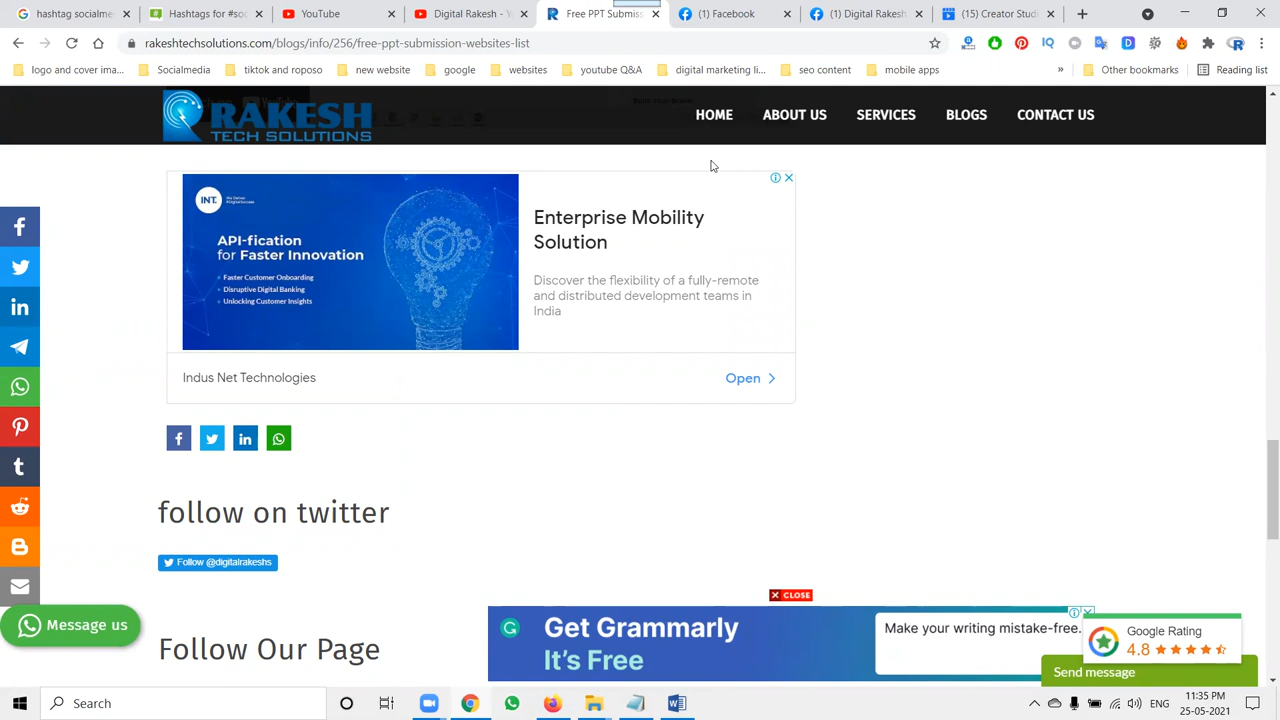 hashtag socialme
Hashtags for #soc
YouTube
Digital Rakesh - Y
Free PPT Submiss
(1) Facebook
(1) Digital Rakesh
(15) Creator Studi
rakeshtechsolutions.com/blogs/info/256/free-ppt-submission-websites-list
logo and cover ima...
Socialmedia
tiktok and roposo
new website
google
websites
youtube Q&A
digital marketing li...
seo content
mobile apps
»
Other bookmarks
Reading list
RAKESH
TECH SOLUTIONS
HOME
ABOUT US
SERVICES
BLOGS
CONTACT US
INT.
API-fication
for Faster Innovation
Faster Customer Onboarding
Disruptive Digital Banking
Unlocking Customer Insights
Enterprise Mobility
Solution
Discover the flexibility of a fully-remote
and distributed development teams in
India
Indus Net Technologies
Open
follow on twitter
Follow @digitalrakeshs
Follow Our Page
Message us
X CLOSE
Get Grammarly
It's Free
Make your writing mistake-free.
Google Rating
4.8
Send message
Search
ENG
11:35 PM
25-05-2021